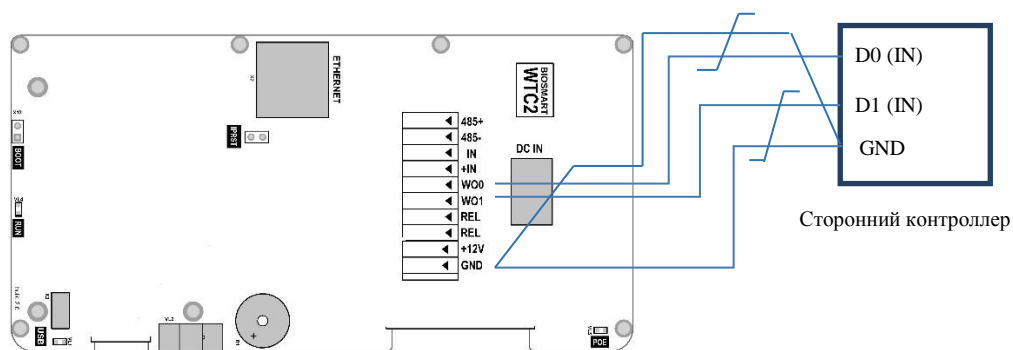 ETHERNET
BIOSMART
WTC2
IPRST
BOOT
RUN
USB
POE
DC IN
485+
485-
IN
+IN
WO0
WO1
REL
REL
+12V
GND
D0 (IN)
D1 (IN)
GND
Сторонний контроллер